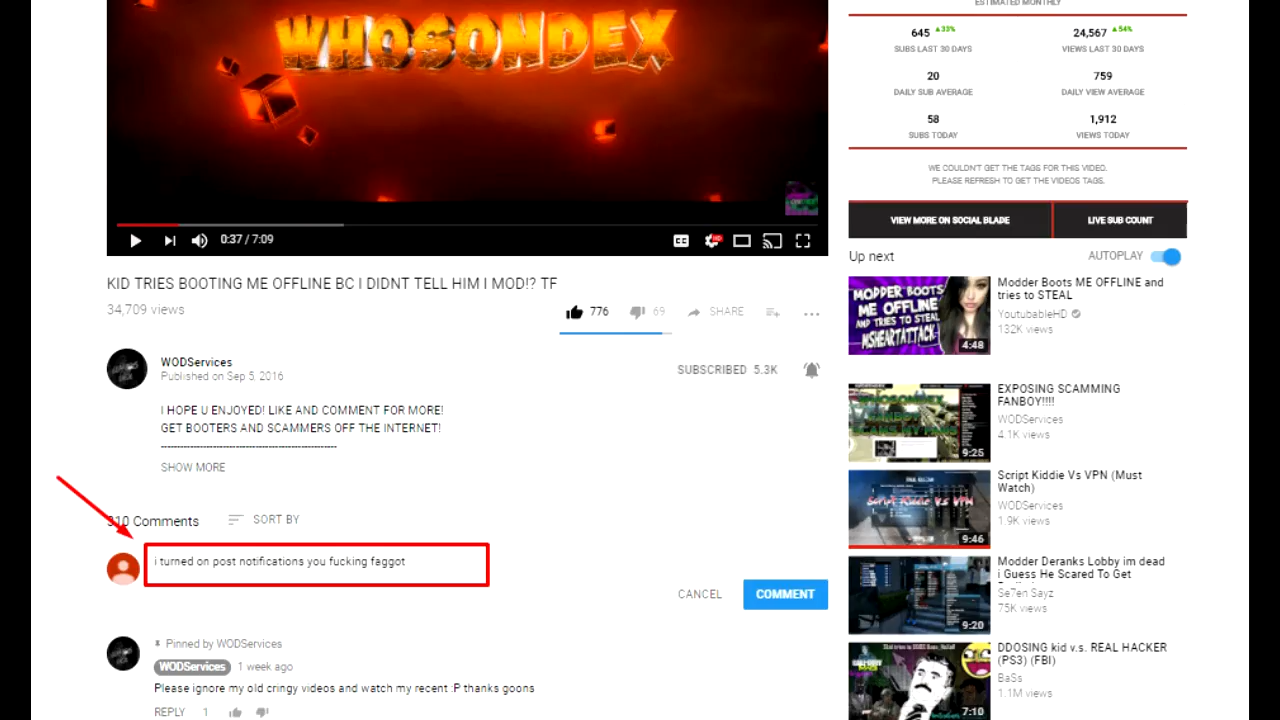 WHOSONDEX
0:37 / 7:09
KID TRIES BOOTING ME OFFLINE BC I DIDNT TELL HIM I MOD!? TF
34,709 views
776
69
SHARE
WODServices
Published on Sep 5, 2016
SUBSCRIBED 5.3K
I HOPE U ENJOYED! LIKE AND COMMENT FOR MORE!
GET BOOTERS AND SCAMMERS OFF THE INTERNET!
SHOW MORE
310 Comments
SORT BY
i turned on post notifications you fucking faggot
CANCEL
COMMENT
Pinned by WODServices
WODServices 1 week ago
Please ignore my old cringy videos and watch my recent :P thanks goons
REPLY 1
ESTIMATED MONTHLY
645 33%
SUBS LAST 30 DAYS
24,567 54%
VIEWS LAST 30 DAYS
20
DAILY SUB AVERAGE
759
DAILY VIEW AVERAGE
58
SUBS TODAY
1,912
VIEWS TODAY
WE COULDN'T GET THE TAGS FOR THIS VIDEO.
PLEASE REFRESH TO GET THE VIDEOS TAGS.
VIEW MORE ON SOCIAL BLADE
LIVE SUB COUNT
Up next
AUTOPLAY
MODDER BOOTS
ME OFFLINE
AND TRIES TO STEAL
MSHEARTATTACK
4:48
Modder Boots ME OFFLINE and
tries to STEAL
YoutubableHD
132K views
WHOSONDEX
FANBOY
9:25
EXPOSING SCAMMING
FANBOY!!!!
WODServices
4.1K views
Script Kiddie Vs VPN
9:46
Script Kiddie Vs VPN (Must
Watch)
WODServices
1.9K views
9:20
Modder Deranks Lobby im dead
i Guess He Scared To Get
Se7en Sayz
75K views
7:10
DDOSING kid v.s. REAL HACKER
(PS3) (FBI)
BaSs
1.1M views